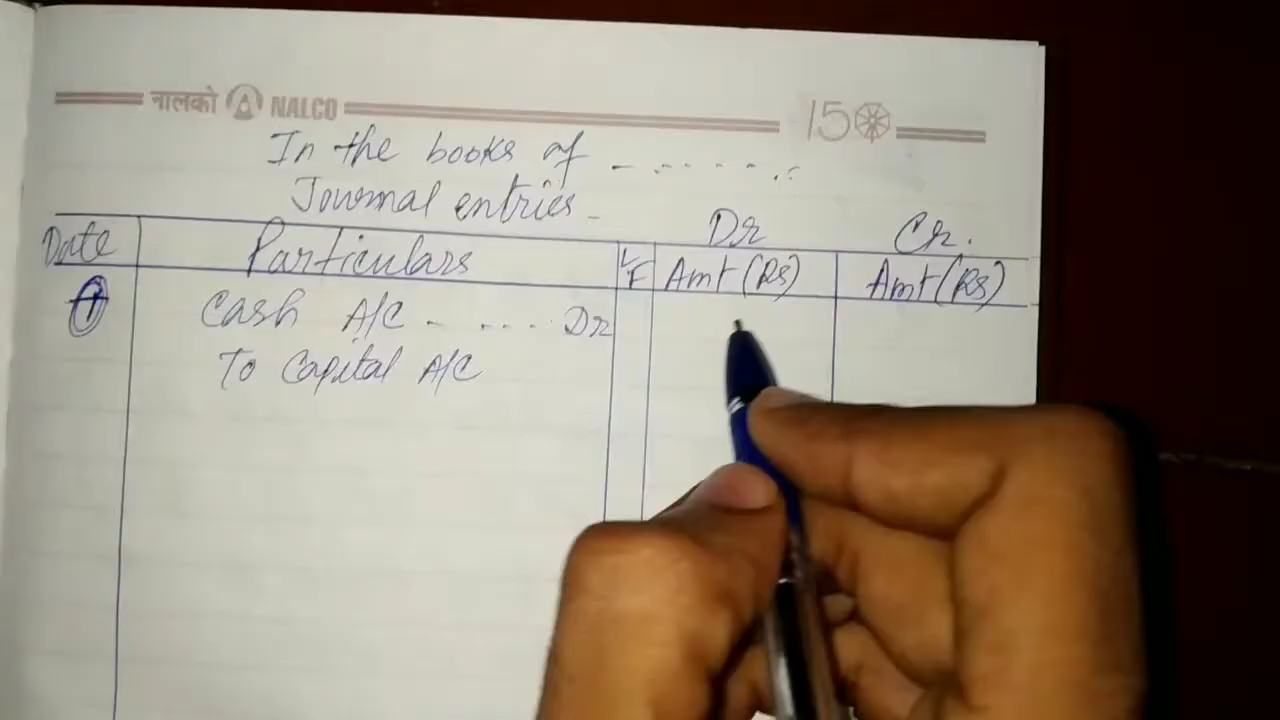 नालको NALCO 150
In the books of - - - - - - - -
Journal entries -
Dr Cr.
Date Particulars LF Amt (Rs) Amt (Rs)
1 Cash A/C - - - - - Dr
To Capital A/C